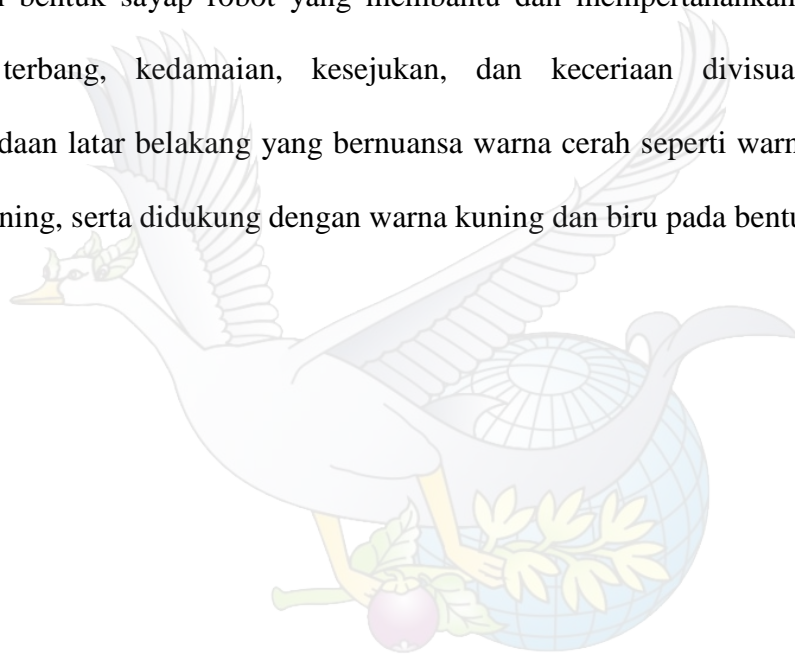 bentuk sayap robot yang membantu dan mempertahankan
terbang, kedamaian, kesejukan, dan keceriaan divisua
daan latar belakang yang bernuansa warna cerah seperti warn
ning, serta didukung dengan warna kuning dan biru pada bentu